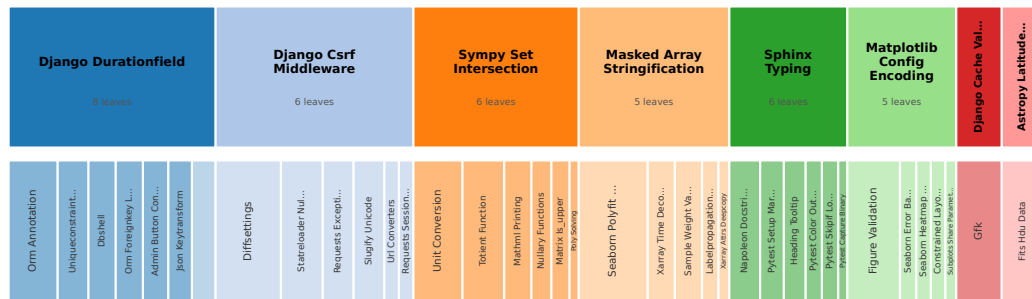 Django Durationfield
8 leaves
Django Csrf
Middleware
6 leaves
Sympy Set
Intersection
6 leaves
Masked Array
Stringification
5 leaves
Sphinx
Typing
6 leaves
Matplotlib
Config
Encoding
5 leaves
Django Cache Val...
Astropy Latitude...
Orm Annotation
Uniqueconstraint...
Dbshell
Orm Foreignkey L...
Admin Button Con...
Json Keytransform
Diffsettings
Statreloader Nul...
Requests Excepti...
Slugify Unicode
Url Converters
Requests Session...
Unit Conversion
Totient Function
Mathml Printing
Nullary Functions
Matrix Is_upper
Poly Solving
Seaborn Polyfit ...
Xarray Time Deco...
Sample Weight Va...
Labelpropagation...
Xarray Attrs Deepcopy
Napoleon Docstri...
Pytest Setup Mar...
Heading Tooltip
Pytest Color Out...
Pytest Skipif Lo...
Pytest Capture Binary
Figure Validation
Seaborn Error Ba...
Seaborn Heatmap ...
Constrained Layo...
Subplots Share Paramet...
Gfk
Fits Hdu Data